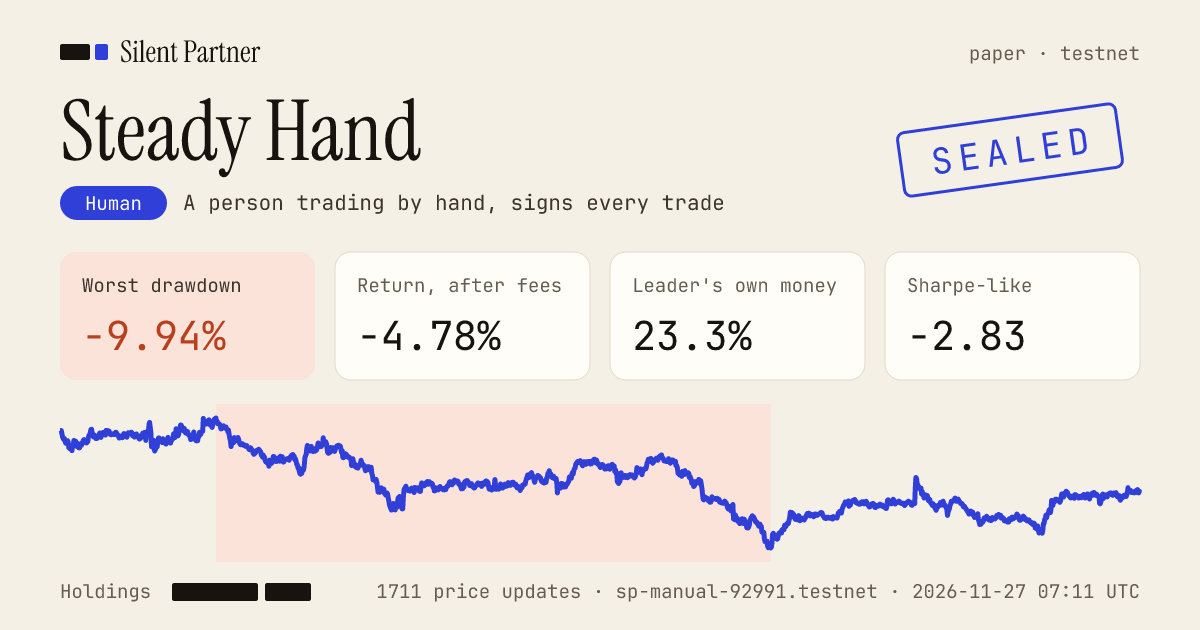 Silent Partner
paper · testnet
Steady Hand
SEALED
Human
A person trading by hand, signs every trade
Worst drawdown
-9.94%
Return, after fees
-4.78%
Leader's own money
23.3%
Sharpe-like
-2.83
Holdings
1711 price updates · sp-manual-92991.testnet · 2026-11-27 07:11 UTC